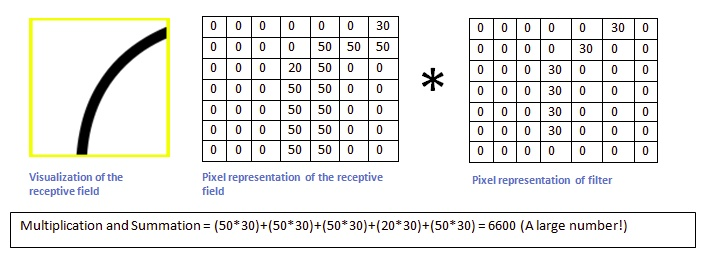 0 0 0 0 0 0 30
0 0 0 0 50 50 50
0 0 0 20 50 0 0
0 0 0 50 50 0 0
0 0 0 50 50 0 0
0 0 0 50 50 0 0
0 0 0 50 50 0 0
*
0 0 0 0 0 30 0
0 0 0 0 30 0 0
0 0 0 30 0 0 0
0 0 0 30 0 0 0
0 0 0 30 0 0 0
0 0 0 30 0 0 0
0 0 0 0 0 0 0
Visualization of the
receptive field
Pixel representation of the receptive
field
Pixel representation of filter
Multiplication and Summation = (50*30)+(50*30)+(50*30)+(20*30)+(50*30) = 6600 (A large number!)